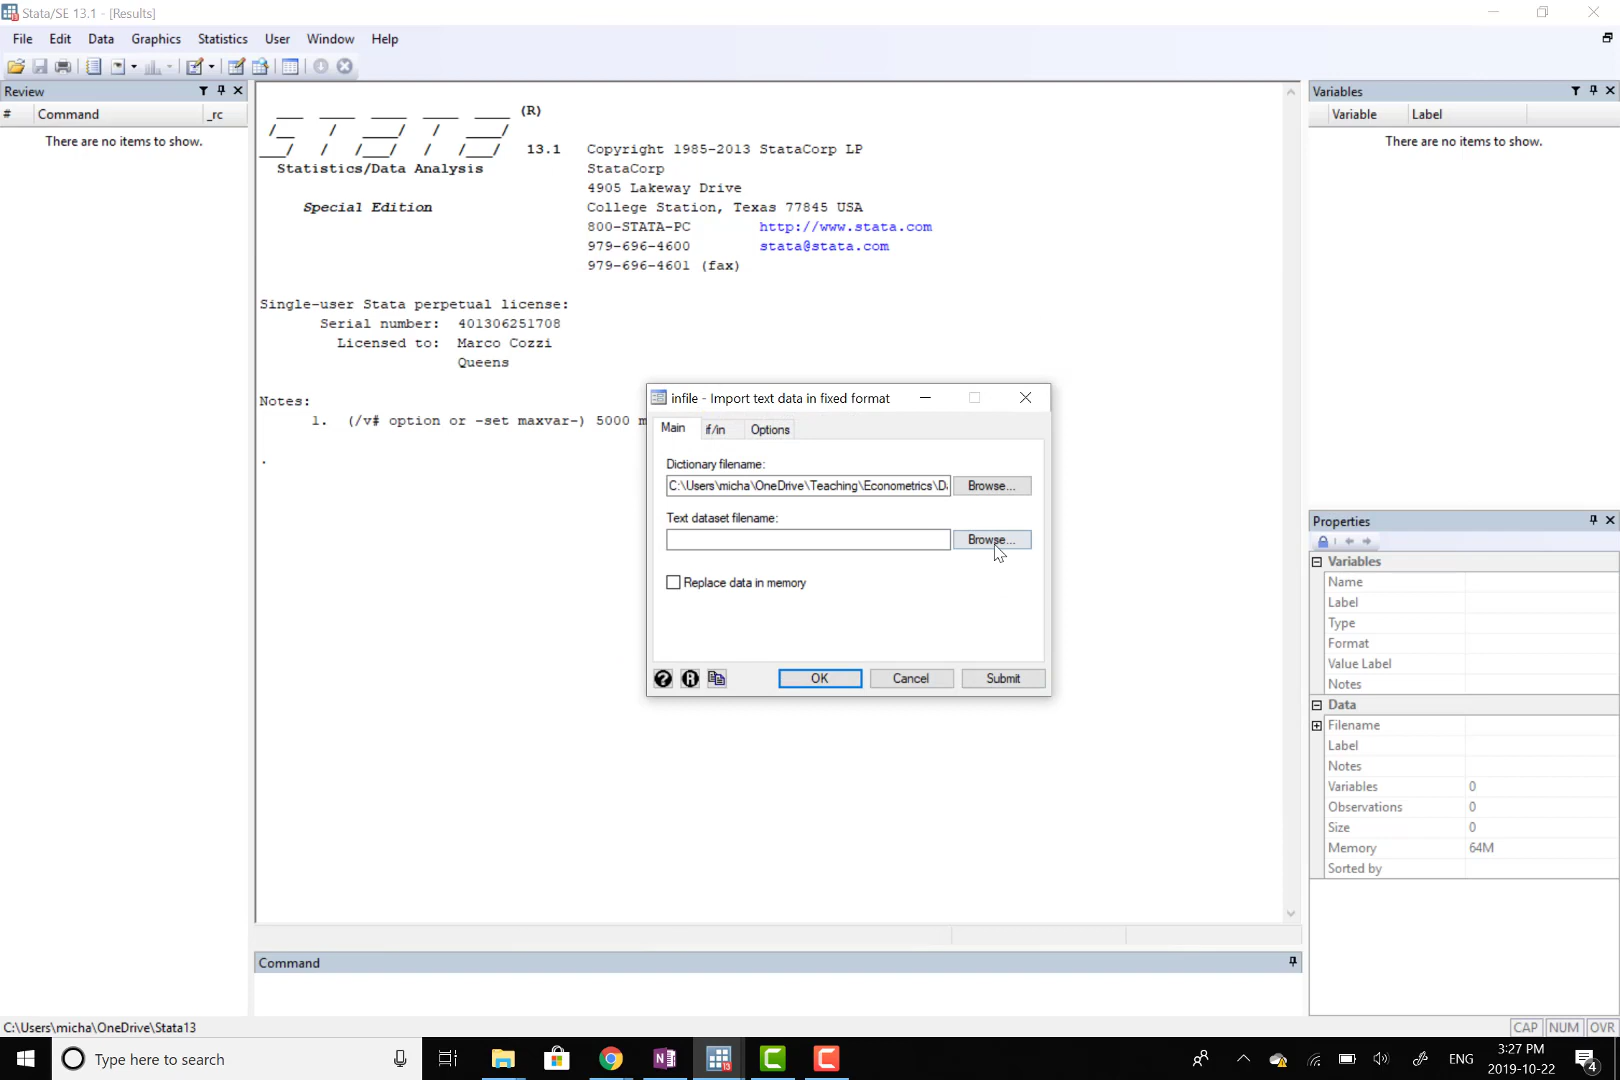 Stata/SE 13.1 - [Results]
File Edit Data Graphics Statistics User Window Help
Review
# Command _rc
There are no items to show.
(R)
13.1 Copyright 1985-2013 StataCorp LP
Statistics/Data Analysis StataCorp
4905 Lakeway Drive
Special Edition College Station, Texas 77845 USA
800-STATA-PC http://www.stata.com
979-696-4600 stata@stata.com
979-696-4601 (fax)
Single-user Stata perpetual license:
Serial number: 401306251708
Licensed to: Marco Cozzi
Queens
Notes:
1. (/v# option or -set maxvar-) 5000 m
.
infile - Import text data in fixed format
Main if/in Options
Dictionary filename:
C:\Users\micha\OneDrive\Teaching\Econometrics\D Browse...
Text dataset filename:
Browse...
Replace data in memory
OK Cancel Submit
Variables
Variable Label
There are no items to show.
Properties
Variables
Name
Label
Type
Format
Value Label
Notes
Data
Filename
Label
Notes
Variables 0
Observations 0
Size 0
Memory 64M
Sorted by
Command
C:\Users\micha\OneDrive\Stata13
CAP NUM OVR
Type here to search
ENG
3:27 PM
2019-10-22
4